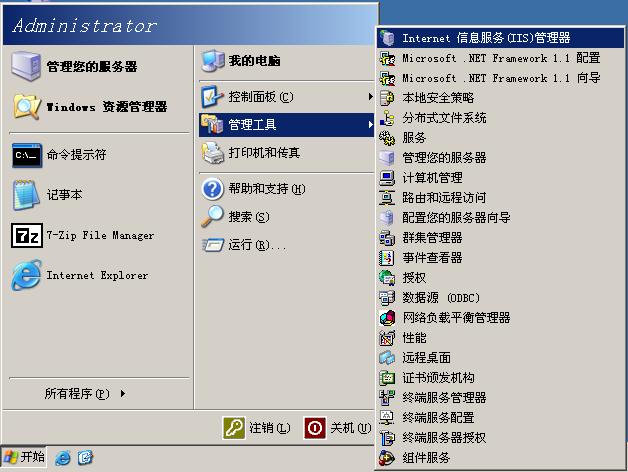 Administrator
管理您的服务器
Windows 资源管理器
C:\_
命令提示符
记事本
7z
7-Zip File Manager
Internet Explorer
所有程序(P)
我的电脑
控制面板(C)
管理工具
打印机和传真
帮助和支持(H)
搜索(S)
运行(R)...
注销(L)
关机(U)
开始
Internet 信息服务(IIS)管理器
Microsoft .NET Framework 1.1 配置
Microsoft .NET Framework 1.1 向导
本地安全策略
分布式文件系统
服务
管理您的服务器
计算机管理
路由和远程访问
配置您的服务器向导
群集管理器
事件查看器
授权
数据源 (ODBC)
网络负载平衡管理器
性能
远程桌面
证书颁发机构
终端服务管理器
终端服务配置
终端服务器授权
组件服务